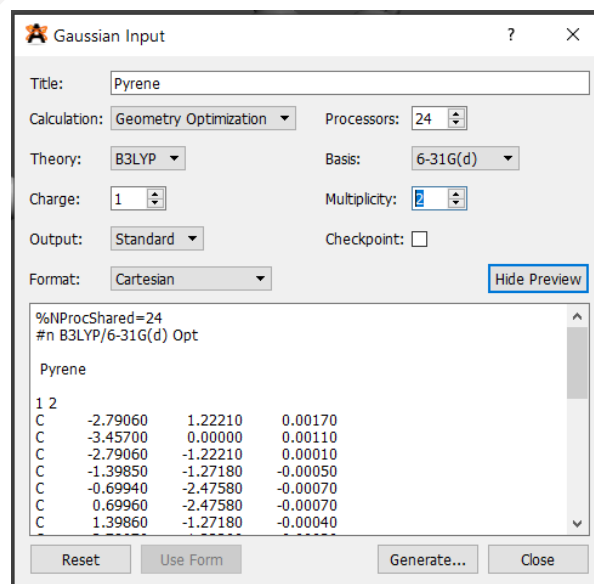 Gaussian Input ? ×
Title: Pyrene
Calculation: Geometry Optimization Processors: 24
Theory: B3LYP Basis: 6-31G(d)
Charge: 1 Multiplicity: 2
Output: Standard Checkpoint:
Format: Cartesian Hide Preview
%NProcShared=24
#n B3LYP/6-31G(d) Opt
Pyrene
1 2
C -2.79060 1.22210 0.00170
C -3.45700 0.00000 0.00110
C -2.79060 -1.22210 0.00010
C -1.39850 -1.27180 -0.00050
C -0.69940 -2.47580 -0.00070
C 0.69960 -2.47580 -0.00070
C 1.39860 -1.27180 -0.00040
Reset Use Form Generate... Close